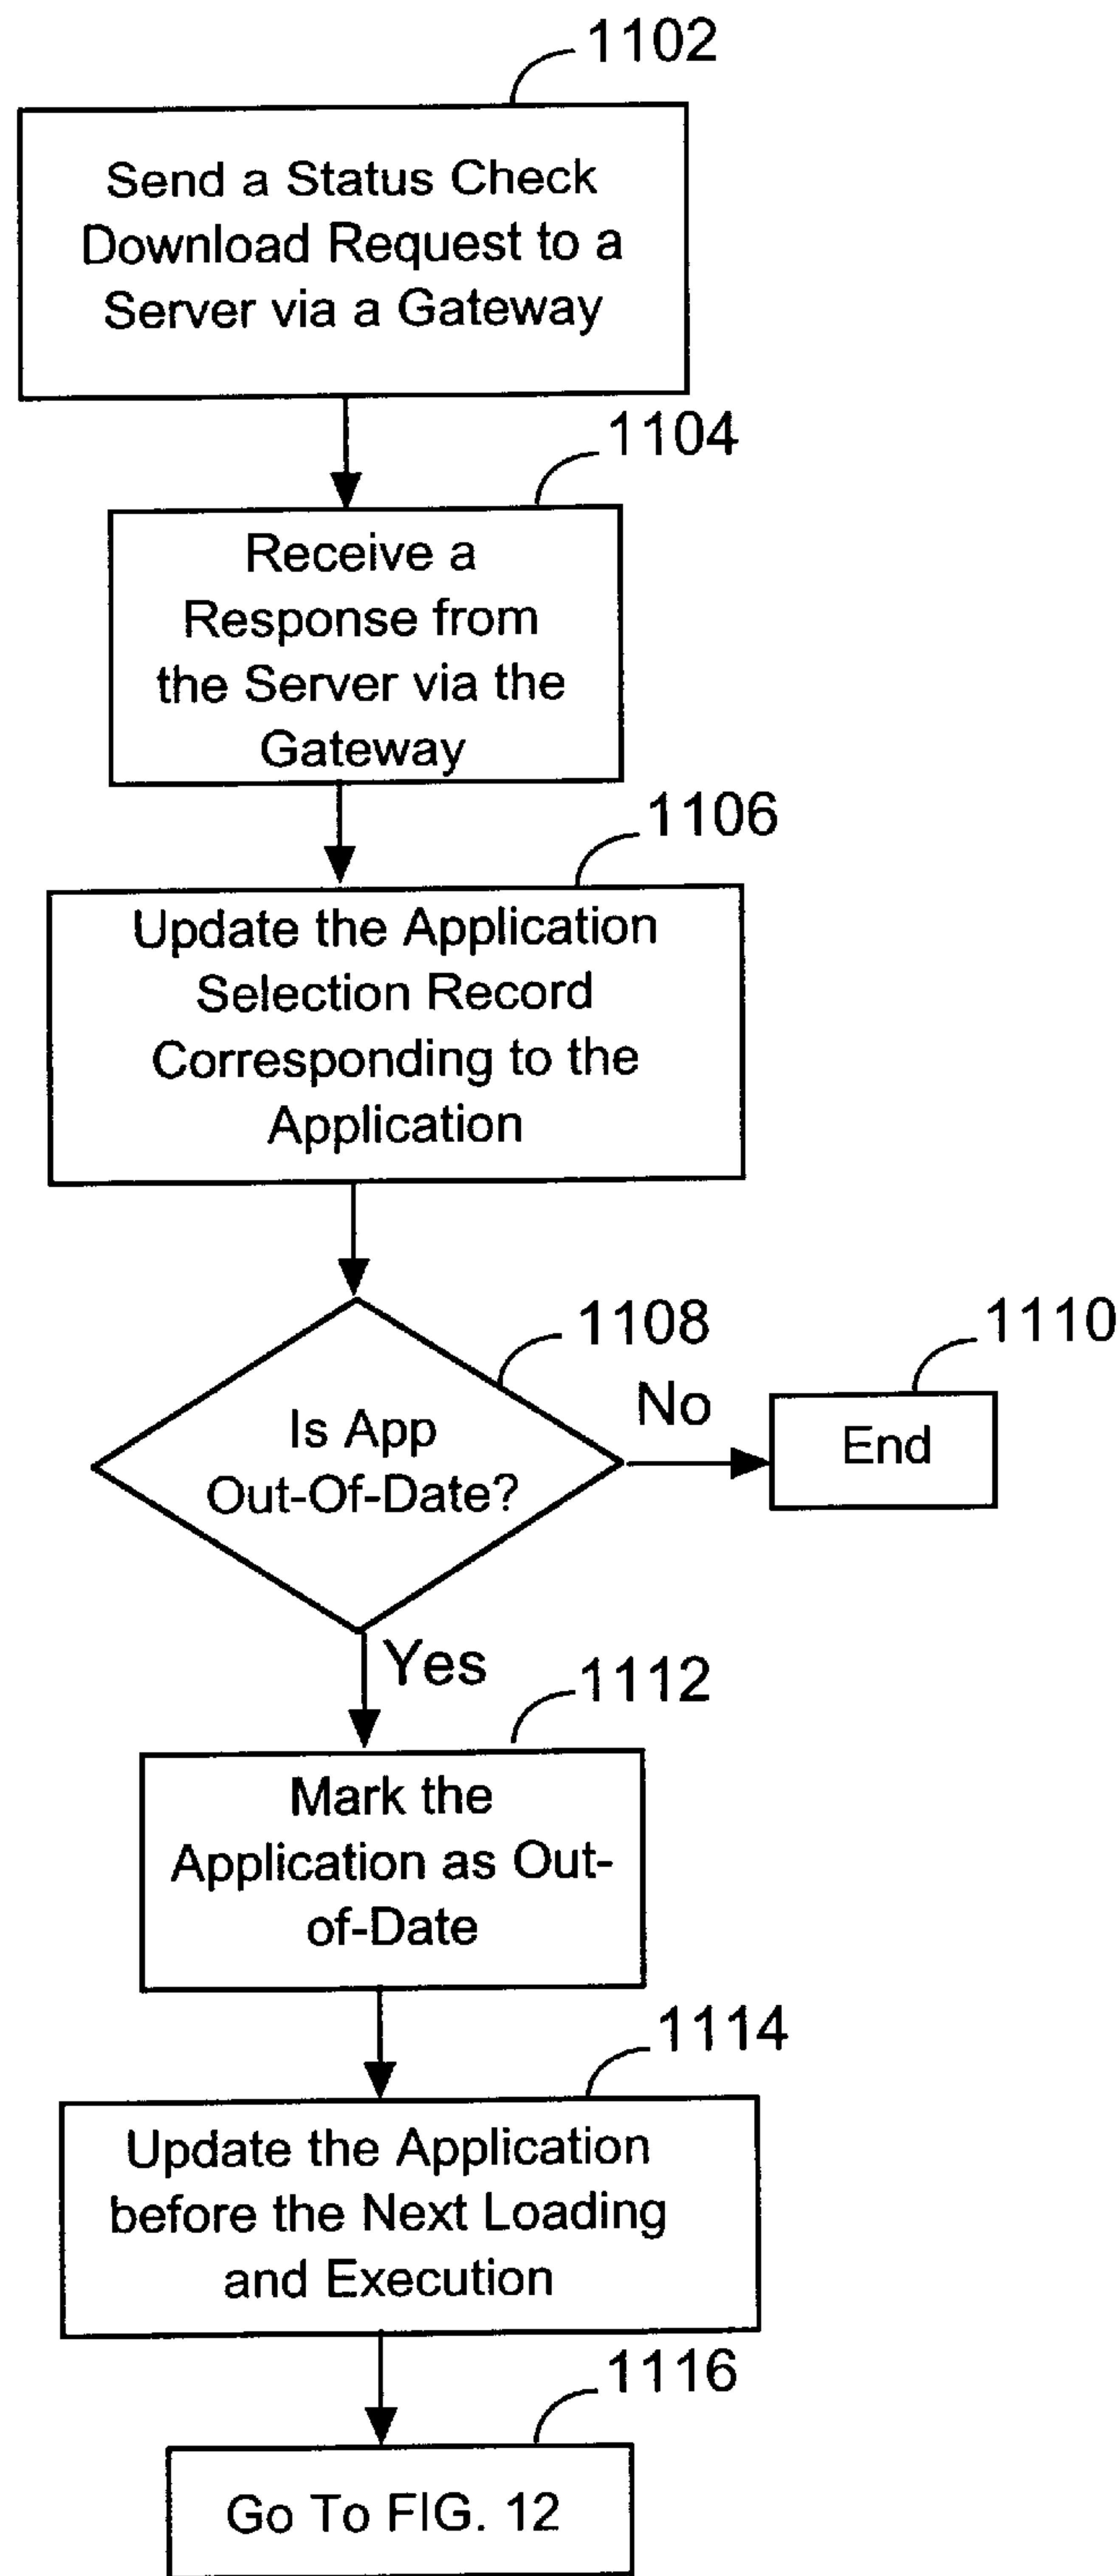 1102
Send a Status Check
Download Request to a
Server via a Gateway
1104
Receive a
Response from
the Server via the
Gateway
1106
Update the Application
Selection Record
Corresponding to the
Application
1108
Is App
Out-Of-Date?
No
1110
End
Yes
1112
Mark the
Application as Out-
of-Date
1114
Update the Application
before the Next Loading
and Execution
1116
Go To FIG. 12